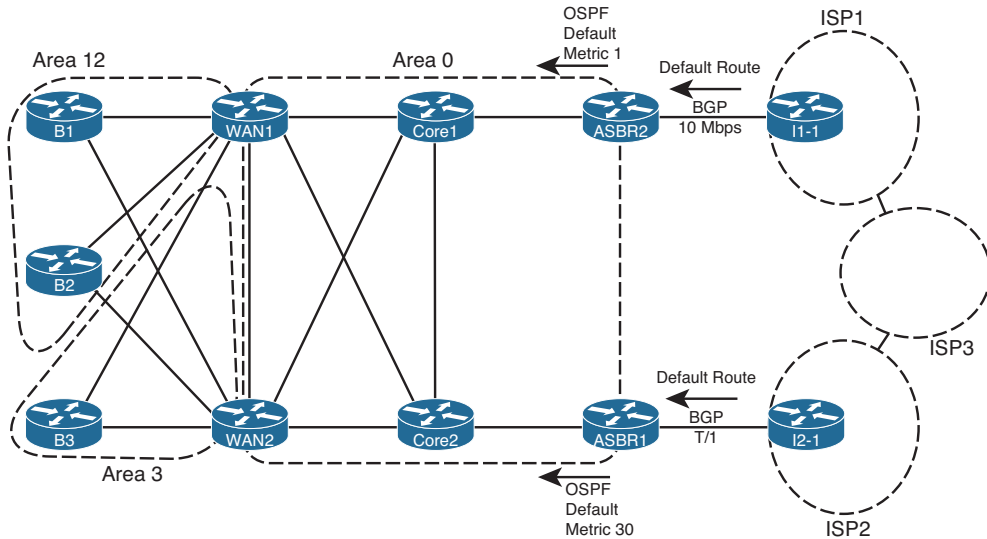 OSPF
Default
Metric 1
ISP1
Area 12
Area 0
Default Route
BGP
10 Mbps
B1
WAN1
Core1
ASBR2
I1-1
B2
ISP3
Default Route
BGP
T/1
B3
WAN2
Core2
ASBR1
I2-1
Area 3
OSPF
Default
Metric 30
ISP2